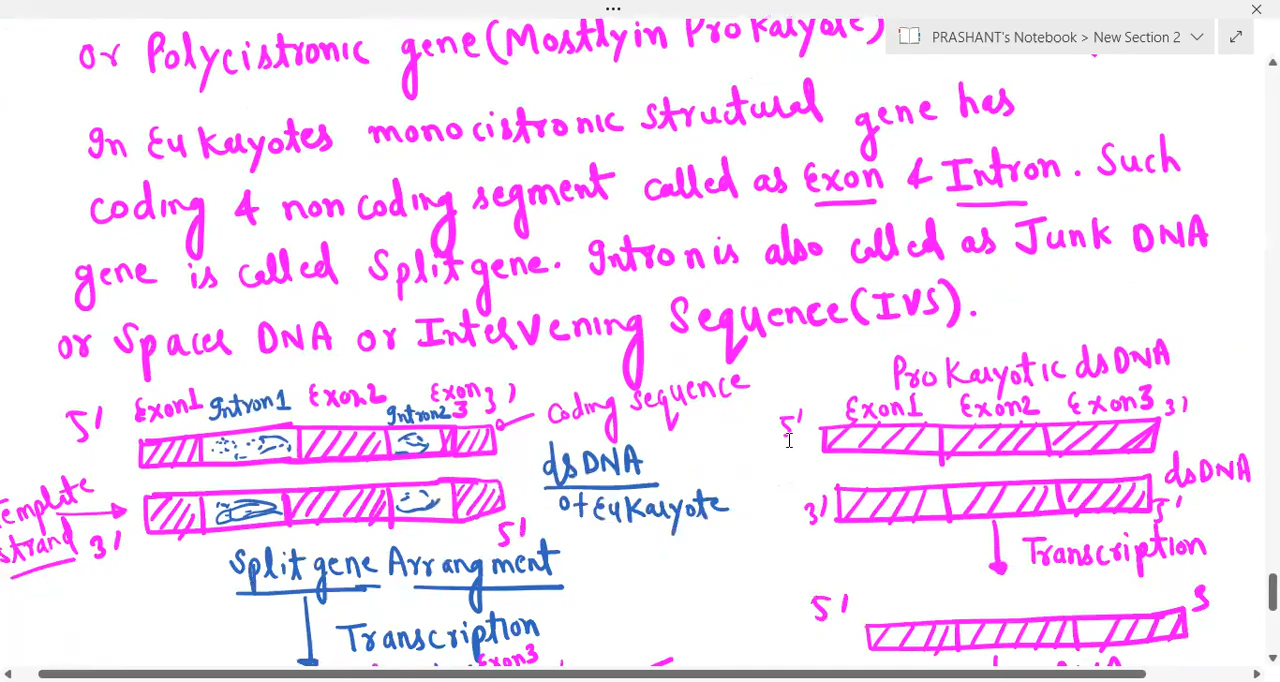 ...
PRASHANT's Notebook > New Section 2
or Polycistronic gene (Mostly in Prokaryote)
In Eukaryotes monocistronic structural gene has
coding & non coding segment called as Exon & Intron. Such
gene is called Split gene. Intron is also called as Junk DNA
or Spacer DNA or Intervening Sequence (IVS).
5' Exon1 Intron1 Exon2 Intron2 Exon 3 3' Coding sequence
Template strand 3' 5'
dsDNA
of Eukaryote
Split gene Arrangment
Transcription
Exon3
Prokaryotic dsDNA
5' Exon1 Exon2 Exon3 3'
dsDNA
3' 5'
Transcription
5' 3